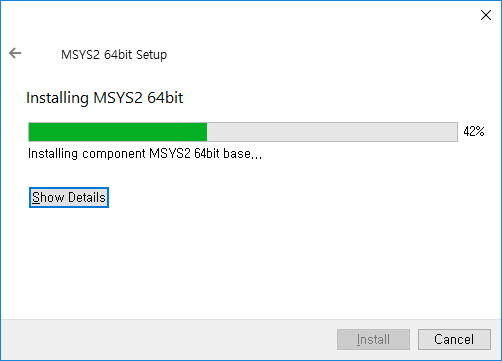 MSYS2 64bit Setup
Installing MSYS2 64bit
42%
Installing component MSYS2 64bit base...
Show Details
Install
Cancel